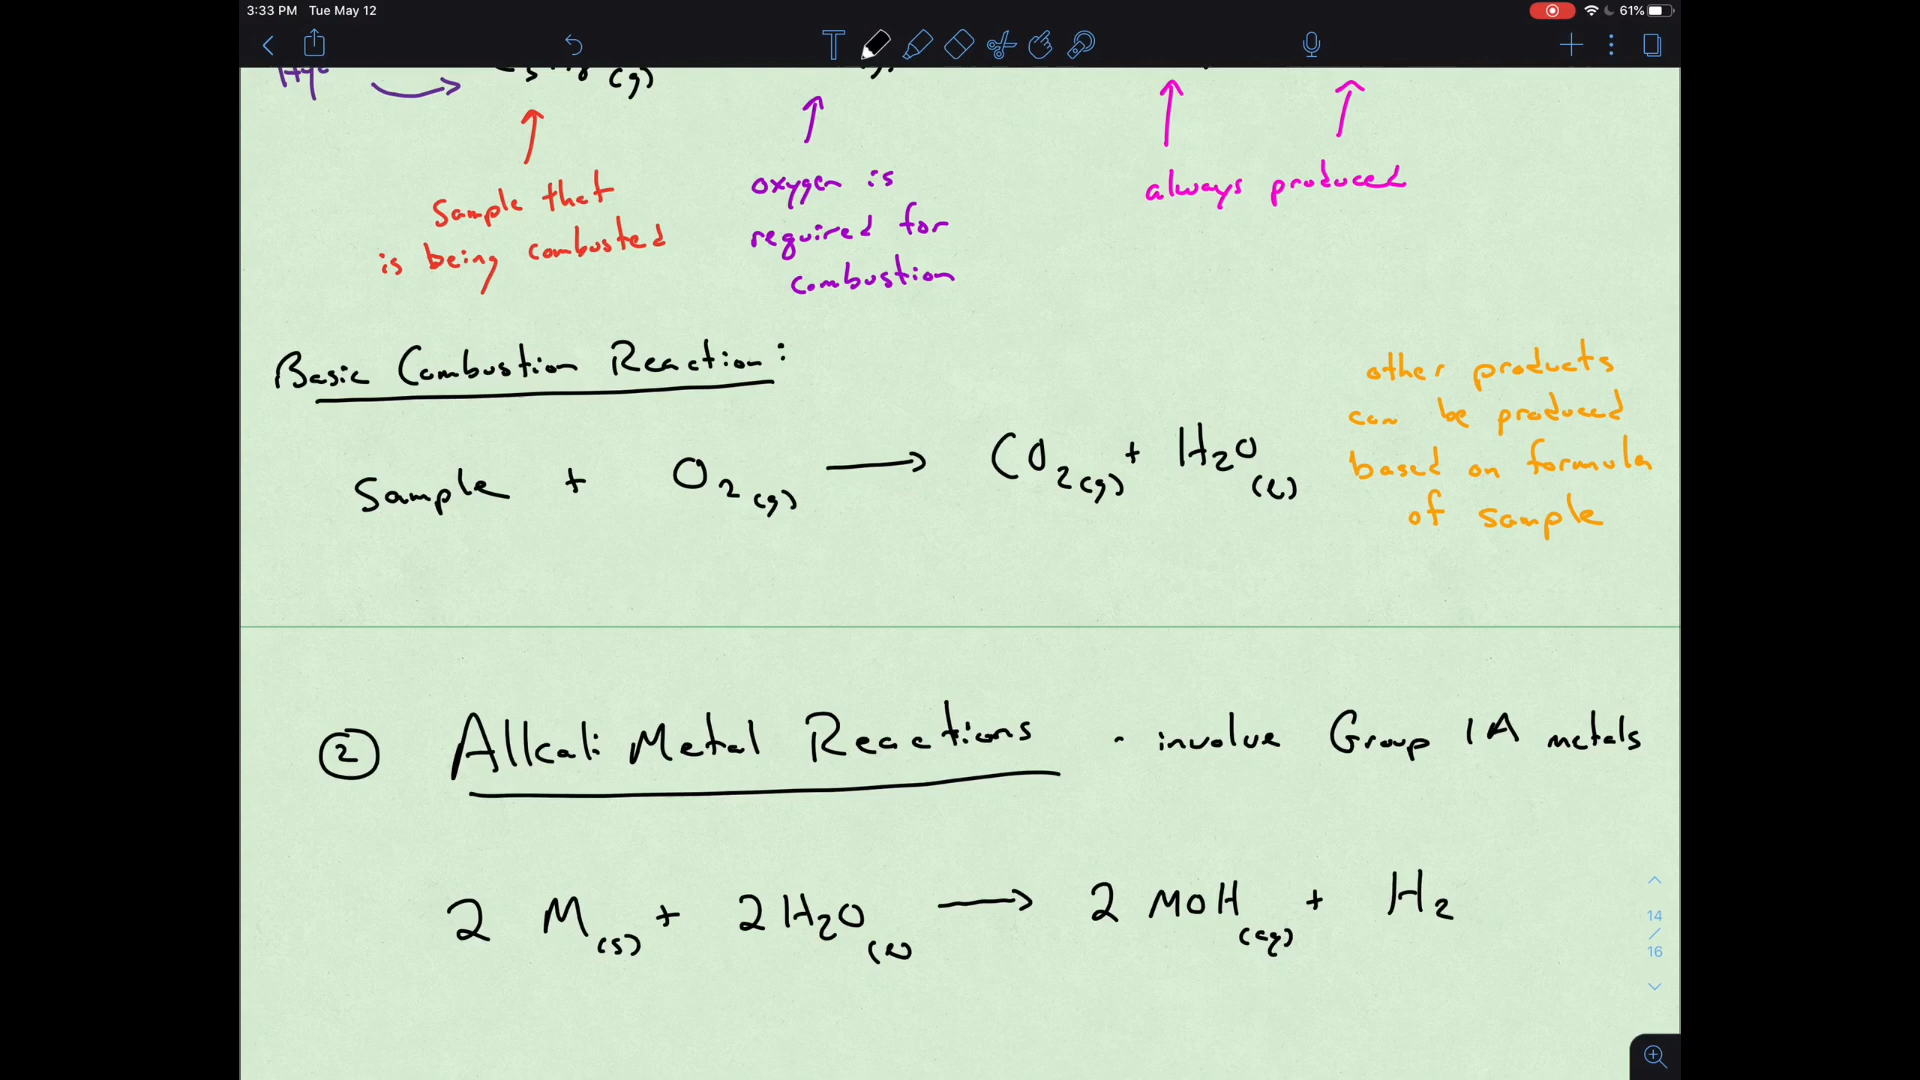 3:33 PM Tue May 12
61%
(g)
sample that
is being combusted
oxygen is
required for
combustion
always produced
Basic Combustion Reaction:
Sample + O₂(g) → CO₂(g) + H₂O(l)
other products
can be produced
based on formula
of sample
② Alkali Metal Reactions - involve Group 1A metals
2 M(s) + 2 H₂O(l) → 2 MOH(aq) + H₂
14
/
16